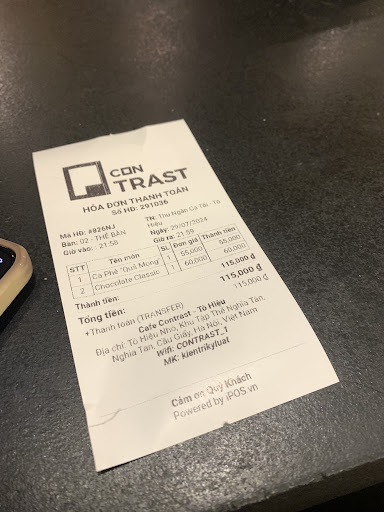 CON
TRAST
HÓA ĐƠN THANH TOÁN
Số HĐ: 291036
Mã HĐ: #826NJ
TN: Thu Ngân Ca Tối - Tô Hiệu
Bàn: 02 - THẺ BÀN
Ngày: 29/07/2024
Giờ vào: 21:58
Giờ ra: 21:59
STT Tên món SL Đơn giá Thành tiền
1 Cà Phê "Quả Mong" 1 55,000 55,000
2 Chocolate Classic 1 60,000 60,000
Thành tiền: 115,000 ₫
Tổng tiền: 115,000 ₫
+Thanh toán (TRANSFER) 115,000 ₫
Cafe Contrast - Tô Hiệu
Địa chỉ: Tô Hiệu Nhỏ, Khu Tập Thể Nghĩa Tân,
Nghĩa Tân, Cầu Giấy, Hà Nội, Việt Nam
Wifi: CONTRAST_1
MK: kientrikyluat
Cảm ơn Quý Khách
Powered by iPOS.vn